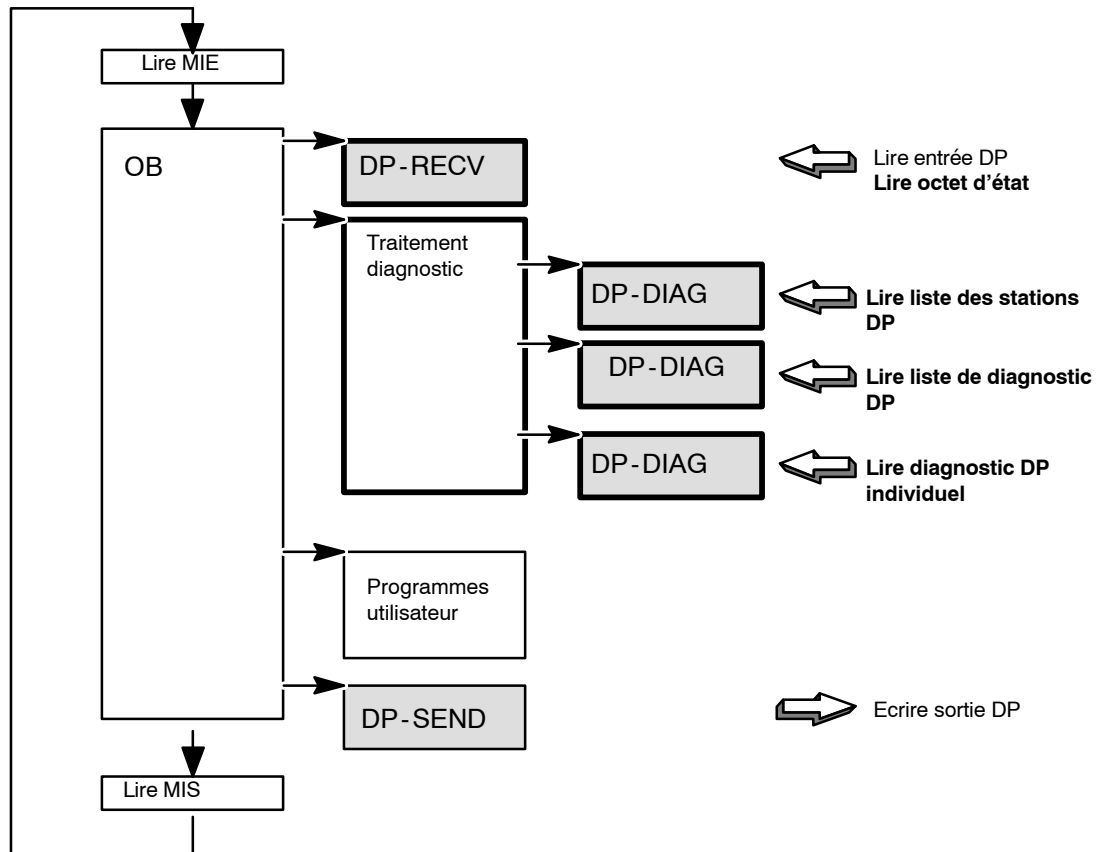 Lire MIE
OB
DP-RECV
Lire entrée DP
Lire octet d'état
Traitement
diagnostic
DP-DIAG
Lire liste des stations
DP
DP-DIAG
Lire liste de diagnostic
DP
DP-DIAG
Lire diagnostic DP
individuel
Programmes
utilisateur
DP-SEND
Ecrire sortie DP
Lire MIS